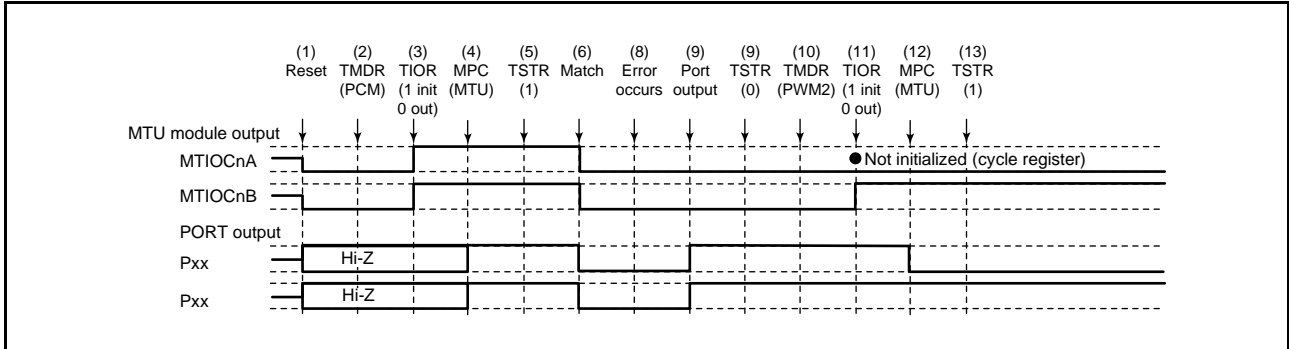 (1) (2) (3) (4) (5) (6) (8) (9) (9) (10) (11) (12) (13)
Reset TMDR TIOR MPC TSTR Match Error Port TSTR TMDR TIOR MPC TSTR
(PCM) (1 init (MTU) (1) occurs output (0) (PWM2) (1 init (MTU) (1)
0 out) 0 out)
MTU module output
MTIOCnA Not initialized (cycle register)
MTIOCnB
PORT output
Pxx Hi-Z
Pxx Hi-Z